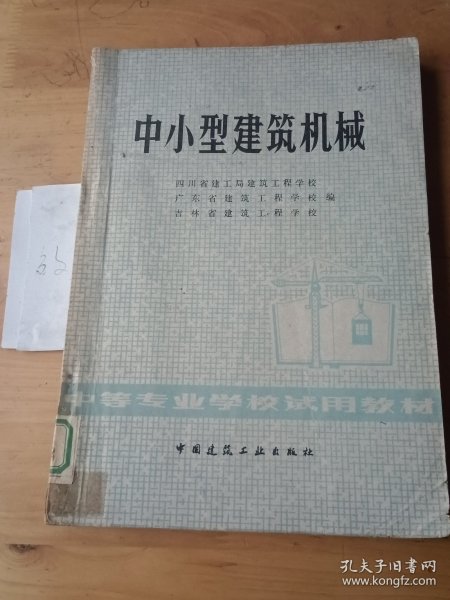 中小型建筑机械
四川省建工局建筑工程学校
广东省建筑工程学校 编
吉林省建筑工程学校
中等专业学校试用教材
中国建筑工业出版社
孔夫子旧书网
www.kongfz.com